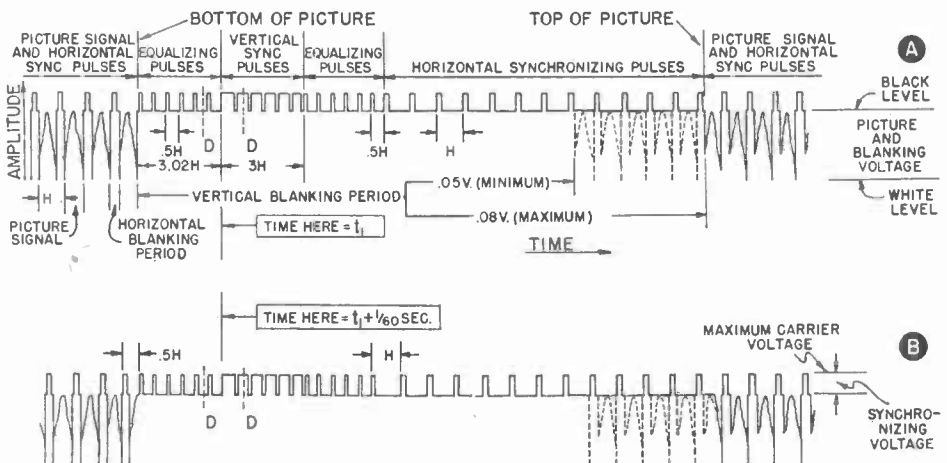 BOTTOM OF PICTURE
TOP OF PICTURE
PICTURE SIGNAL
AND HORIZONTAL
SYNC PULSES
EQUALIZING
PULSES
VERTICAL
SYNC
PULSES
EQUALIZING
PULSES
HORIZONTAL SYNCHRONIZING PULSES
PICTURE SIGNAL
AND HORIZONTAL
SYNC PULSES
A
AMPLITUDE
BLACK
LEVEL
PICTURE
AND
BLANKING
VOLTAGE
WHITE
LEVEL
.5H
D
D
.5H
H
3.02H
3H
H
VERTICAL BLANKING PERIOD
.05V. (MINIMUM)
.08V. (MAXIMUM)
PICTURE
SIGNAL
HORIZONTAL
BLANKING
PERIOD
TIME HERE = t₁
TIME
TIME HERE = t₁ + 1/60 SEC.
B
MAXIMUM CARRIER
VOLTAGE
.5H
H
D
D
SYNCHRO-
NIZING
VOLTAGE